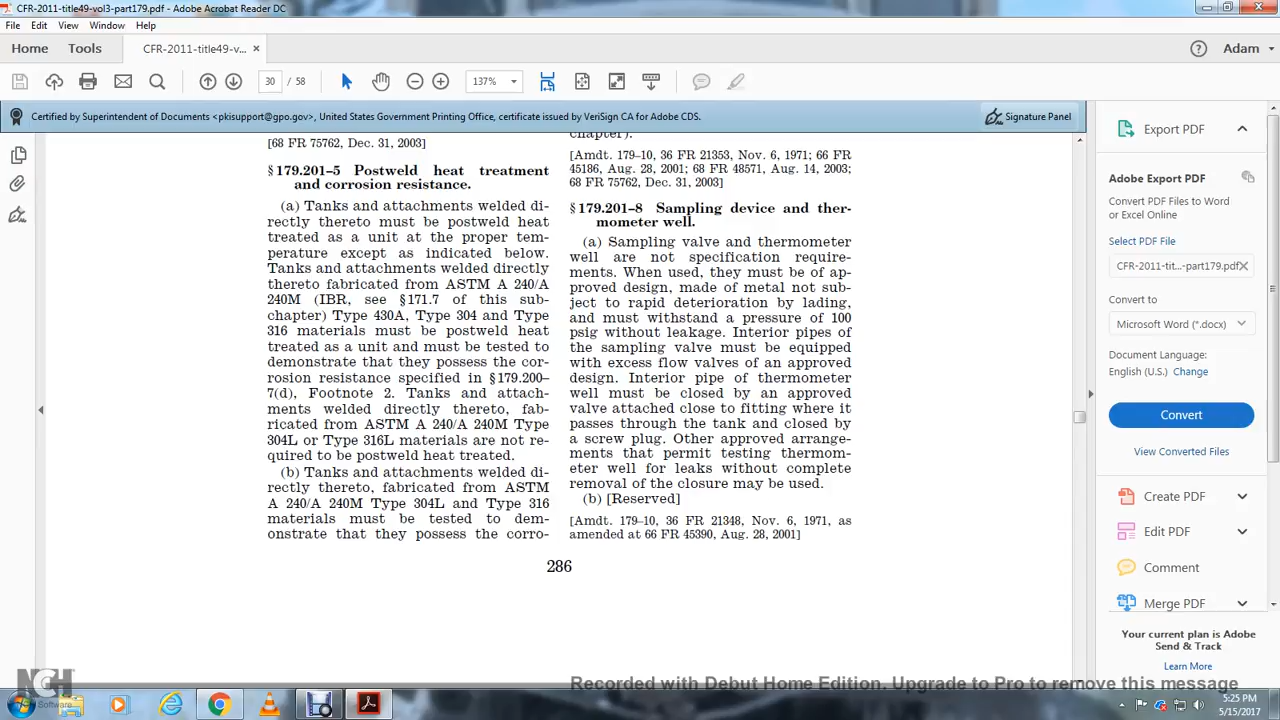 CFR-2011-title49-vol3-part179.pdf - Adobe Acrobat Reader DC
File Edit View Window Help
Home Tools CFR-2011-title49-v... × Adam
30 / 58 137%
Certified by Superintendent of Documents <pkisupport@gpo.gov>, United States Government Printing Office, certificate issued by VeriSign CA for Adobe CDS. Signature Panel
[68 FR 75762, Dec. 31, 2003]
§ 179.201–5 Postweld heat treatment
and corrosion resistance.
(a) Tanks and attachments welded di-
rectly thereto must be postweld heat
treated as a unit at the proper tem-
perature except as indicated below.
Tanks and attachments welded directly
thereto fabricated from ASTM A 240/A
240M (IBR, see §171.7 of this sub-
chapter) Type 430A, Type 304 and Type
316 materials must be postweld heat
treated as a unit and must be tested to
demonstrate that they possess the cor-
rosion resistance specified in §179.200–
7(d), Footnote 2. Tanks and attach-
ments welded directly thereto, fab-
ricated from ASTM A 240/A 240M Type
304L or Type 316L materials are not re-
quired to be postweld heat treated.
(b) Tanks and attachments welded di-
rectly thereto, fabricated from ASTM
A 240/A 240M Type 304L and Type 316
materials must be tested to dem-
onstrate that they possess the corro-
chapter).
[Amdt. 179–10, 36 FR 21353, Nov. 6, 1971; 66 FR
45186, Aug. 28, 2001; 68 FR 48571, Aug. 14, 2003;
68 FR 75762, Dec. 31, 2003]
§ 179.201–8 Sampling device and ther-
mometer well.
(a) Sampling valve and thermometer
well are not specification require-
ments. When used, they must be of ap-
proved design, made of metal not sub-
ject to rapid deterioration by lading,
and must withstand a pressure of 100
psig without leakage. Interior pipes of
the sampling valve must be equipped
with excess flow valves of an approved
design. Interior pipe of thermometer
well must be closed by an approved
valve attached close to fitting where it
passes through the tank and closed by
a screw plug. Other approved arrange-
ments that permit testing thermom-
eter well for leaks without complete
removal of the closure may be used.
(b) [Reserved]
[Amdt. 179–10, 36 FR 21348, Nov. 6, 1971, as
amended at 66 FR 45390, Aug. 28, 2001]
286
Export PDF
Adobe Export PDF
Convert PDF Files to Word
or Excel Online
Select PDF File
CFR-2011-tit...-part179.pdf
Convert to
Microsoft Word (*.docx)
Document Language:
English (U.S.) Change
Convert
View Converted Files
Create PDF
Edit PDF
Comment
Merge PDF
Your current plan is Adobe
Send & Track
Learn More
NCH
Software
Recorded with Debut Home Edition. Upgrade to Pro to remove this message
5:25 PM
5/15/2017